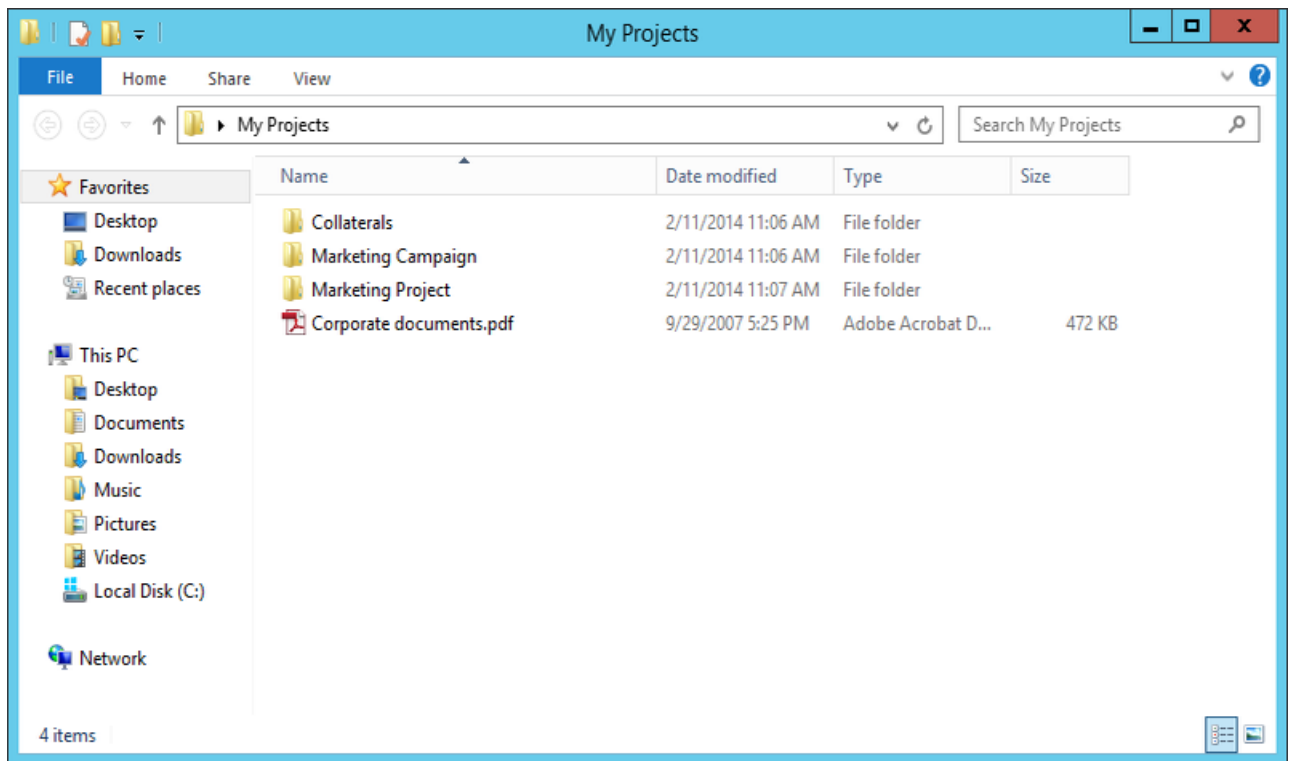 My Projects
File Home Share View
My Projects Search My Projects
Name Date modified Type Size
Favorites
Desktop
Downloads
Recent places
This PC
Desktop
Documents
Downloads
Music
Pictures
Videos
Local Disk (C:)
Network
Collaterals 2/11/2014 11:06 AM File folder
Marketing Campaign 2/11/2014 11:06 AM File folder
Marketing Project 2/11/2014 11:07 AM File folder
Corporate documents.pdf 9/29/2007 5:25 PM Adobe Acrobat D... 472 KB
4 items